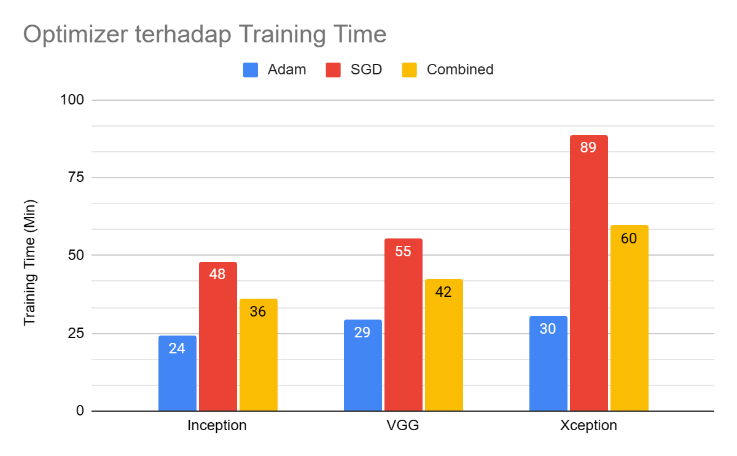 Optimizer terhadap Training Time
Adam SGD Combined
Training Time (Min)
100
75
50
25
0
24 48 36
29 55 42
30 89 60
Inception VGG Xception